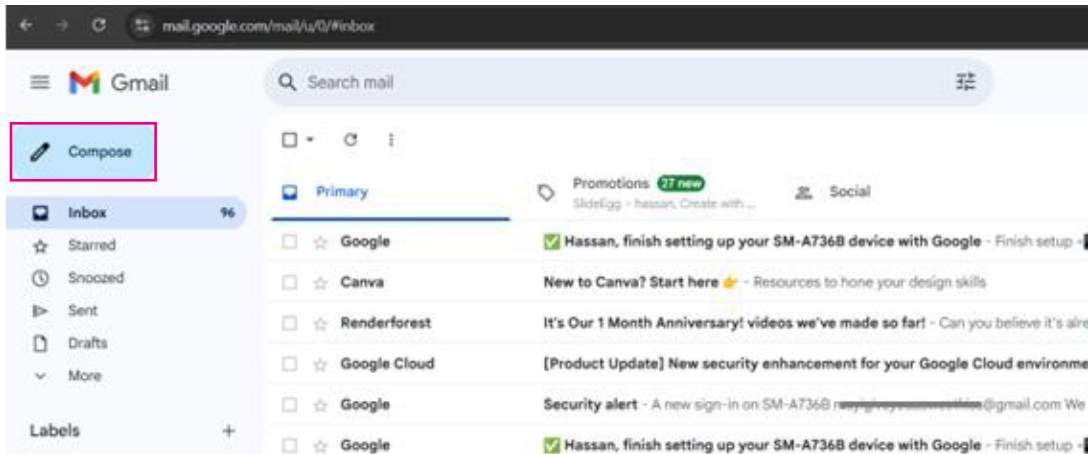 mail.google.com/mail/u/0/#inbox
Gmail
Search mail
Compose
Primary
Promotions 27 new
SlideEgg - hassan, Create with ...
Social
Inbox 96
Starred
Snoozed
Sent
Drafts
More
Labels
Google ✅ Hassan, finish setting up your SM-A736B device with Google - Finish setup -
Canva New to Canva? Start here 👉 - Resources to hone your design skills
Renderforest It's Our 1 Month Anniversary! videos we've made so far! - Can you believe it's alre
Google Cloud [Product Update] New security enhancement for your Google Cloud environme
Google Security alert - A new sign-in on SM-A736B @gmail.com We
Google ✅ Hassan, finish setting up your SM-A736B device with Google - Finish setup -